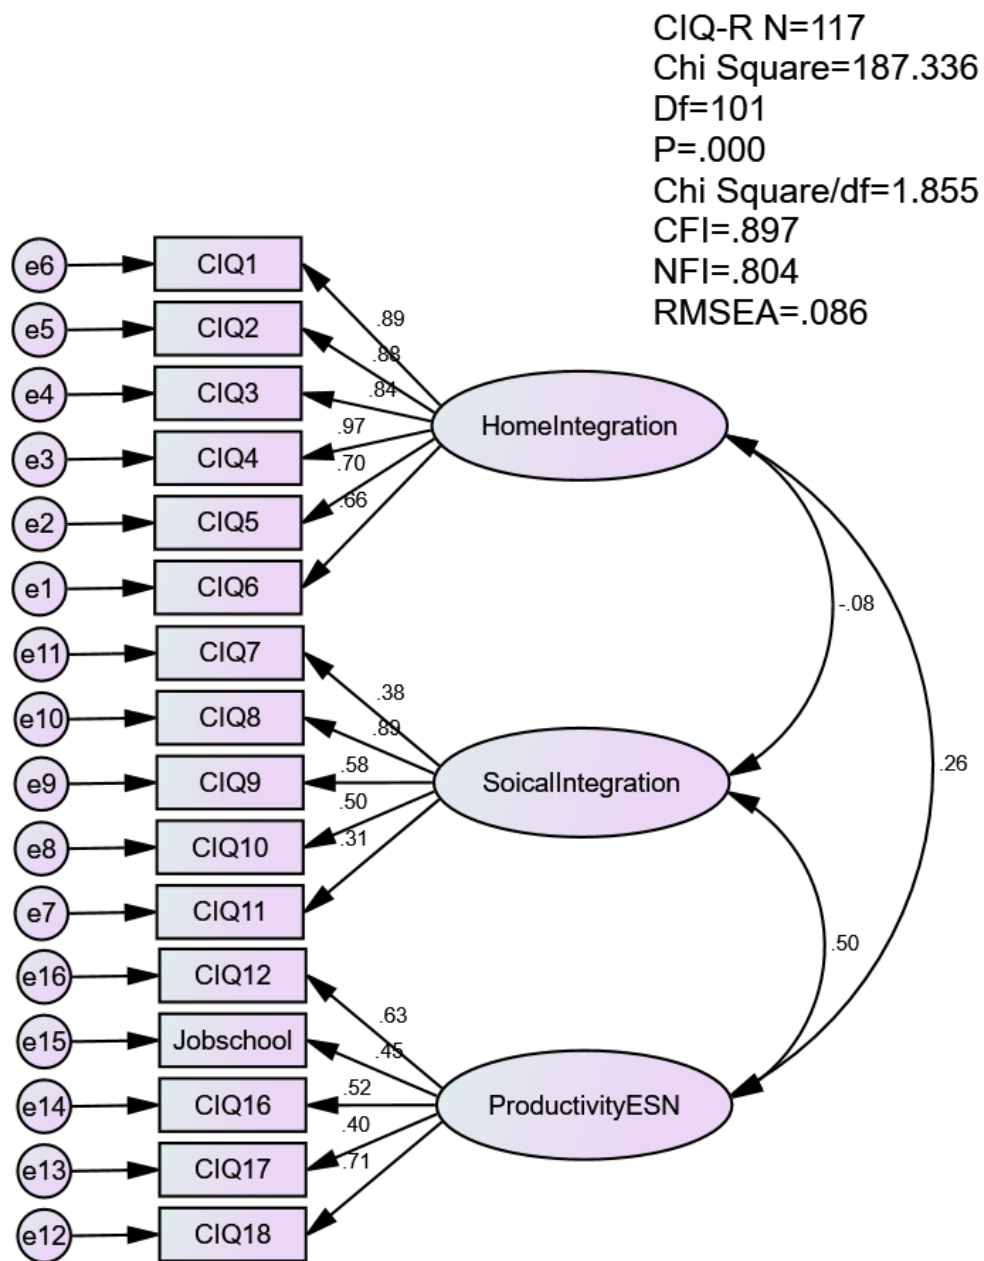 CIQ-R N=117
Chi Square=187.336
Df=101
P=.000
Chi Square/df=1.855
CFI=.897
NFI=.804
RMSEA=.086
e6 CIQ1
.89
e5 CIQ2
.88
e4 CIQ3
.84
HomeIntegration
.97
e3 CIQ4
.70
.66
e2 CIQ5
e1 CIQ6
-.08
e11 CIQ7
.38
e10 CIQ8
.89
.58
.26
e9 CIQ9
SoicalIntegration
.50
e8 CIQ10
.31
e7 CIQ11
.50
e16 CIQ12
.63
e15 Jobschool
.45
.52
e14 CIQ16
ProductivityESN
.40
.71
e13 CIQ17
e12 CIQ18